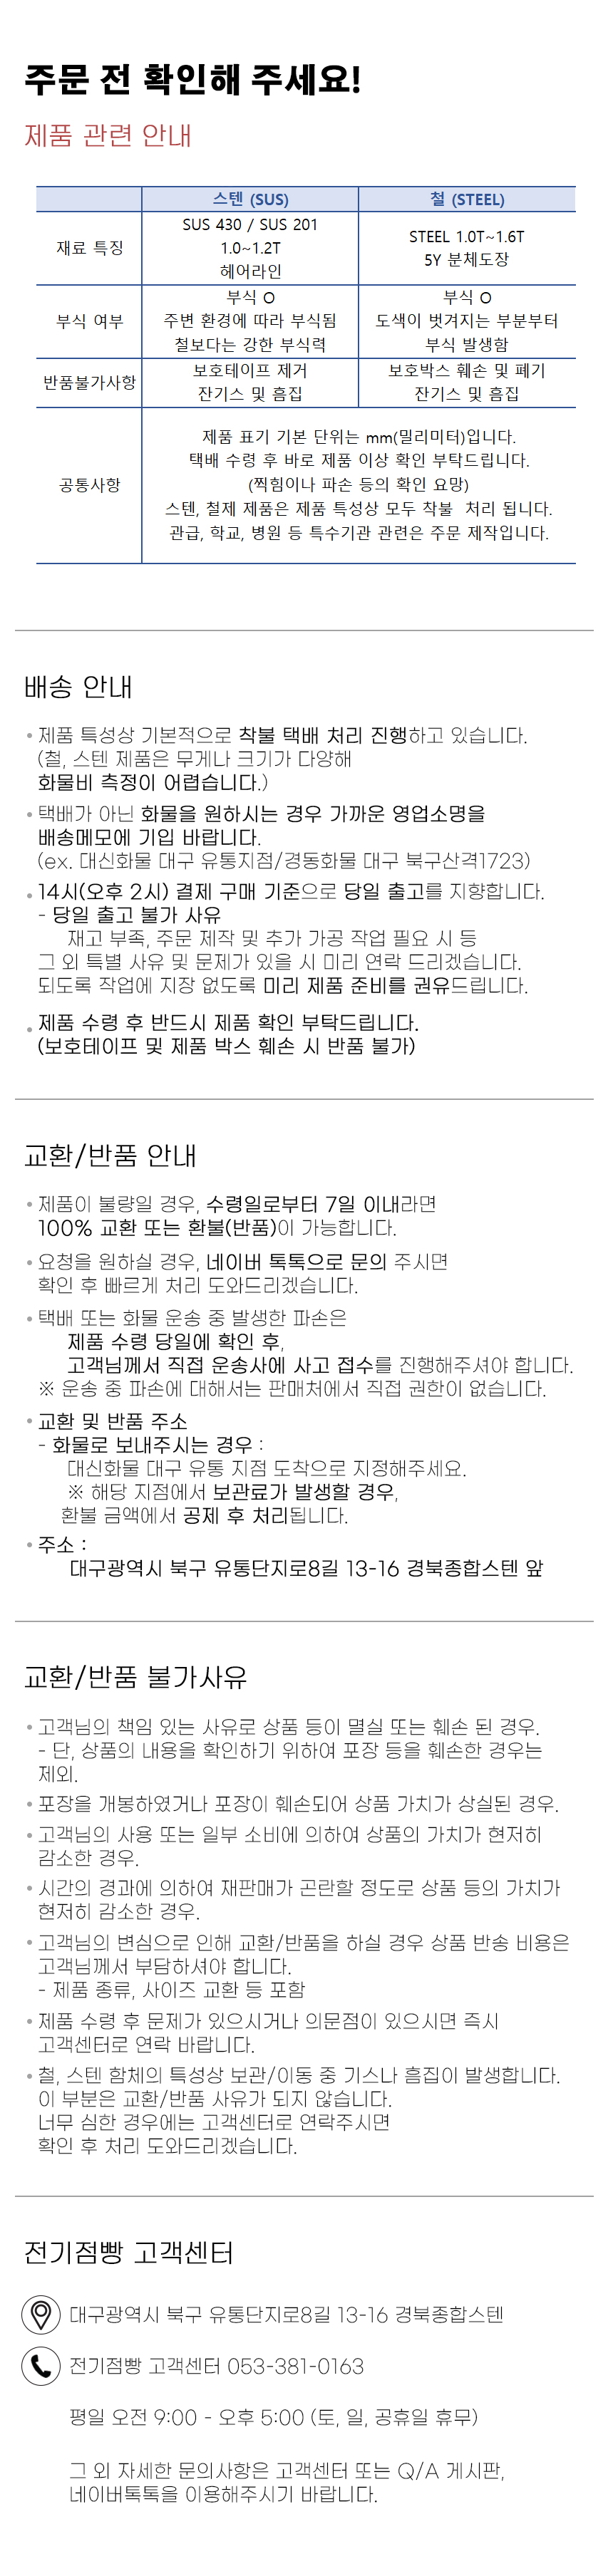 주문 전 확인해 주세요!
제품 관련 안내
스텐 (SUS)
철 (STEEL)
재료 특징
SUS 430 / SUS 201
1.0~1.2T
헤어라인
STEEL 1.0T~1.6T
5Y 분체도장
부식 여부
부식 O
주변 환경에 따라 부식됨
철보다는 강한 부식력
부식 O
도색이 벗겨지는 부분부터
부식 발생함
반품불가사항
보호테이프 제거
잔기스 및 흠집
보호박스 훼손 및 폐기
잔기스 및 흠집
공통사항
제품 표기 기본 단위는 mm(밀리미터)입니다.
택배 수령 후 바로 제품 이상 확인 부탁드립니다.
(찍힘이나 파손 등의 확인 요망)
스텐, 철제 제품은 제품 특성상 모두 착불 처리 됩니다.
관급, 학교, 병원 등 특수기관 관련은 주문 제작입니다.
배송 안내
• 제품 특성상 기본적으로 착불 택배 처리 진행하고 있습니다.
(철, 스텐 제품은 무게나 크기가 다양해
화물비 측정이 어렵습니다.)
• 택배가 아닌 화물을 원하시는 경우 가까운 영업소명을
배송메모에 기입 바랍니다.
(ex. 대신화물 대구 유통지점/경동화물 대구 북구산격1723)
• 14시(오후 2시) 결제 구매 기준으로 당일 출고를 지향합니다.
- 당일 출고 불가 사유
재고 부족, 주문 제작 및 추가 가공 작업 필요 시 등
그 외 특별 사유 및 문제가 있을 시 미리 연락 드리겠습니다.
되도록 작업에 지장 없도록 미리 제품 준비를 권유드립니다.
• 제품 수령 후 반드시 제품 확인 부탁드립니다.
(보호테이프 및 제품 박스 훼손 시 반품 불가)
교환/반품 안내
• 제품이 불량일 경우, 수령일로부터 7일 이내라면
100% 교환 또는 환불(반품)이 가능합니다.
• 요청을 원하실 경우, 네이버 톡톡으로 문의 주시면
확인 후 빠르게 처리 도와드리겠습니다.
• 택배 또는 화물 운송 중 발생한 파손은
제품 수령 당일에 확인 후,
고객님께서 직접 운송사에 사고 접수를 진행해주셔야 합니다.
※ 운송 중 파손에 대해서는 판매처에서 직접 권한이 없습니다.
• 교환 및 반품 주소
- 화물로 보내주시는 경우 :
대신화물 대구 유통 지점 도착으로 지정해주세요.
※ 해당 지점에서 보관료가 발생할 경우,
환불 금액에서 공제 후 처리됩니다.
• 주소 :
대구광역시 북구 유통단지로8길 13-16 경북종합스텐 앞
교환/반품 불가사유
• 고객님의 책임 있는 사유로 상품 등이 멸실 또는 훼손 된 경우.
- 단, 상품의 내용을 확인하기 위하여 포장 등을 훼손한 경우는
제외.
• 포장을 개봉하였거나 포장이 훼손되어 상품 가치가 상실된 경우.
• 고객님의 사용 또는 일부 소비에 의하여 상품의 가치가 현저히
감소한 경우.
• 시간의 경과에 의하여 재판매가 곤란할 정도로 상품 등의 가치가
현저히 감소한 경우.
• 고객님의 변심으로 인해 교환/반품을 하실 경우 상품 반송 비용은
고객님께서 부담하셔야 합니다.
- 제품 종류, 사이즈 교환 등 포함
• 제품 수령 후 문제가 있으시거나 의문점이 있으시면 즉시
고객센터로 연락 바랍니다.
• 철, 스텐 함체의 특성상 보관/이동 중 기스나 흠집이 발생합니다.
이 부분은 교환/반품 사유가 되지 않습니다.
너무 심한 경우에는 고객센터로 연락주시면
확인 후 처리 도와드리겠습니다.
전기점빵 고객센터
대구광역시 북구 유통단지로8길 13-16 경북종합스텐
전기점빵 고객센터 053-381-0163
평일 오전 9:00 - 오후 5:00 (토, 일, 공휴일 휴무)
그 외 자세한 문의사항은 고객센터 또는 Q/A 게시판,
네이버톡톡을 이용해주시기 바랍니다.